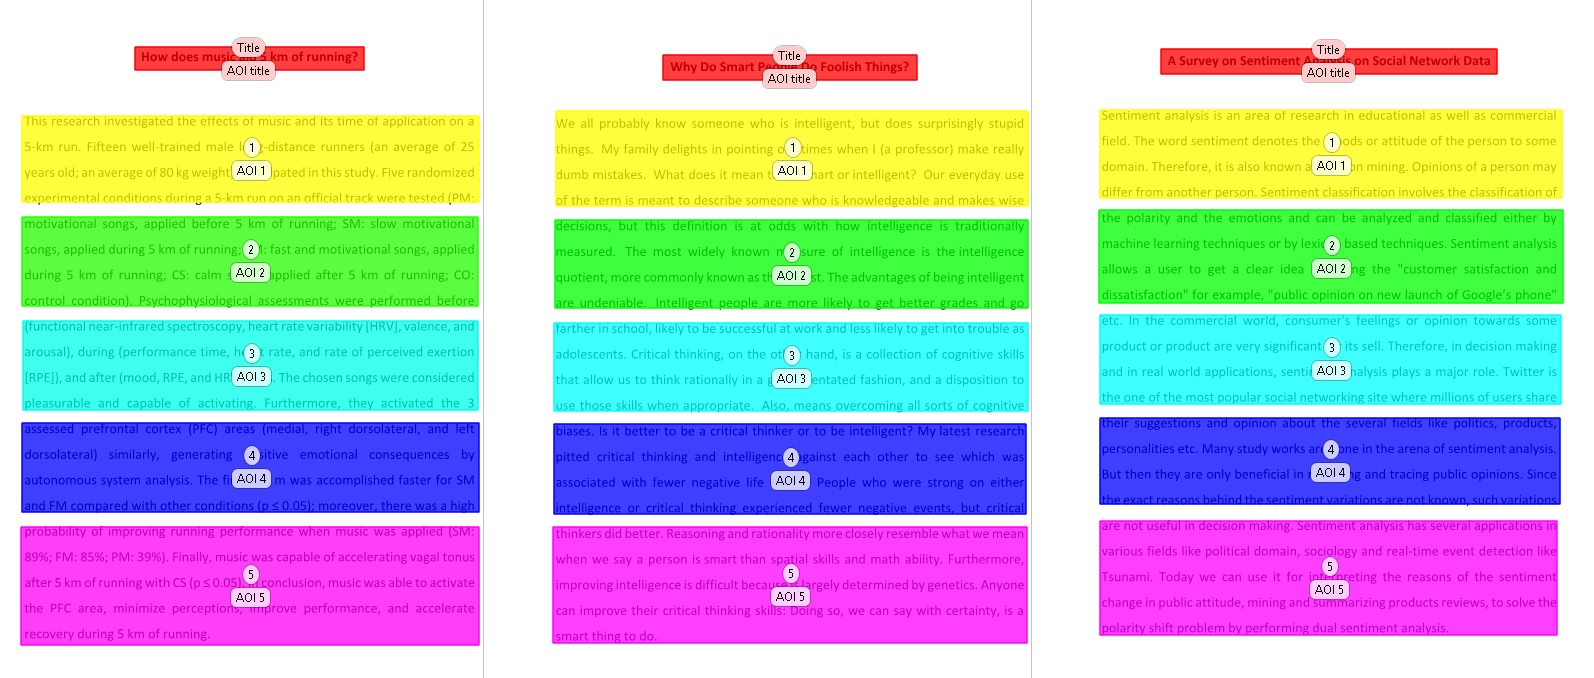 Title
How does music km of running?
AOI title
This research investigated the effects of music and its time of application on a
5-km run. Fifteen well-trained male -distance runners (an average of 25
1
years old; an average of 80 kg weight in this study. Five randomized
AOI 1
experimental conditions during a 5-km run on an official track were tested (PM:
motivational songs, applied before 5 km of running; SM: slow motivational
songs, applied during 5 km of running; fast and motivational songs, applied
2
during 5 km of running; CS: calm applied after 5 km of running; CO:
AOI 2
control condition). Psychophysiological assessments were performed before
(functional near-infrared spectroscopy, heart rate variability [HRV], valence, and
arousal), during (performance time, rate, and rate of perceived exertion
3
[RPE]), and after (mood, RPE, and The chosen songs were considered
AOI 3
pleasurable and capable of activating. Furthermore, they activated the 3
assessed prefrontal cortex (PFC) areas (medial, right dorsolateral, and left
dorsolateral) similarly, generating emotional consequences by
4
autonomous system analysis. The was accomplished faster for SM
AOI 4
and FM compared with other conditions (p ≤ 0.05); moreover, there was a high
probability of improving running performance when music was applied (SM:
89%; FM: 85%; PM: 39%). Finally, music was capable of accelerating vagal tonus
after 5 km of running with CS (p ≤ 0.05). conclusion, music was able to activate
5
AOI 5
the PFC area, minimize perceptions, improve performance, and accelerate
recovery during 5 km of running.
Title
Why Do Smart People Do Foolish Things?
AOI title
We all probably know someone who is intelligent, but does surprisingly stupid
things. My family delights in pointing times when I (a professor) make really
1
dumb mistakes. What does it mean or intelligent? Our everyday use
AOI 1
of the term is meant to describe someone who is knowledgeable and makes wise
decisions, but this definition is at odds with how intelligence is traditionally
measured. The most widely known of intelligence is the intelligence
2
quotient, more commonly known as The advantages of being intelligent
AOI 2
are undeniable. Intelligent people are more likely to get better grades and go
farther in school, likely to be successful at work and less likely to get into trouble as
adolescents. Critical thinking, on the hand, is a collection of cognitive skills
3
that allow us to think rationally in a fashion, and a disposition to
AOI 3
use those skills when appropriate. Also, means overcoming all sorts of cognitive
biases. Is it better to be a critical thinker or to be intelligent? My latest research
pitted critical thinking and intelligence against each other to see which was
4
associated with fewer negative life People who were strong on either
AOI 4
intelligence or critical thinking experienced fewer negative events, but critical
thinkers did better. Reasoning and rationality more closely resemble what we mean
when we say a person is smart than spatial skills and math ability. Furthermore,
improving intelligence is difficult because largely determined by genetics. Anyone
5
AOI 5
can improve their critical thinking skills: Doing so, we can say with certainty, is a
smart thing to do.
Title
A Survey on Sentiment Analysis on Social Network Data
AOI title
Sentiment analysis is an area of research in educational as well as commercial
field. The word sentiment denotes the or attitude of the person to some
1
domain. Therefore, it is also known mining. Opinions of a person may
AOI 1
differ from another person. Sentiment classification involves the classification of
the polarity and the emotions and can be analyzed and classified either by
machine learning techniques or by based techniques. Sentiment analysis
2
allows a user to get a clear idea the "customer satisfaction and
AOI 2
dissatisfaction" for example, "public opinion on new launch of Google's phone"
etc. In the commercial world, consumer's feelings or opinion towards some
product or product are very significant its sell. Therefore, in decision making
3
and in real world applications, analysis plays a major role. Twitter is
AOI 3
the one of the most popular social networking site where millions of users share
their suggestions and opinion about the several fields like politics, products,
personalities etc. Many study works are done in the arena of sentiment analysis.
4
But then they are only beneficial in and tracing public opinions. Since
AOI 4
the exact reasons behind the sentiment variations are not known, such variations
are not useful in decision making. Sentiment analysis has several applications in
various fields like political domain, sociology and real-time event detection like
5
Tsunami. Today we can use it for interpreting the reasons of the sentiment
AOI 5
change in public attitude, mining and summarizing products reviews, to solve the
polarity shift problem by performing dual sentiment analysis.